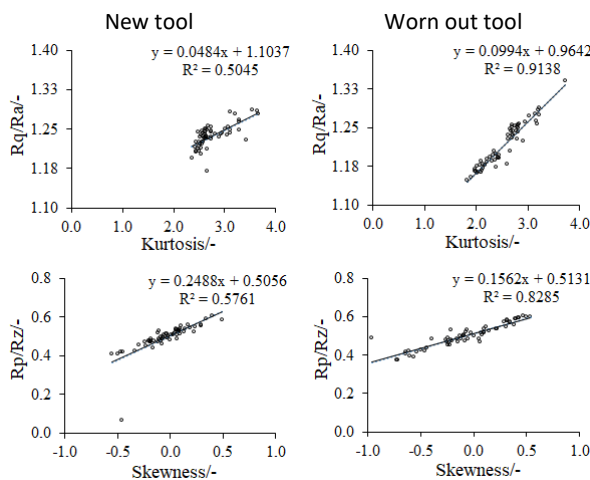 New tool
Worn out tool
y = 0.0484x + 1.1037
R² = 0.5045
1.40
1.33
1.25
1.18
1.10
Rq/Ra/-
0.0 1.0 2.0 3.0 4.0
Kurtosis/-
y = 0.0994x + 0.9642
R² = 0.9138
1.40
1.33
1.25
1.18
1.10
Rq/Ra/-
0.0 1.0 2.0 3.0 4.0
Kurtosis/-
y = 0.2488x + 0.5056
R² = 0.5761
0.8
0.6
0.4
0.2
0.0
Rp/Rz/-
-1.0 -0.5 0.0 0.5 1.0
Skewness/-
y = 0.1562x + 0.5131
R² = 0.8285
0.8
0.6
0.4
0.2
0.0
Rp/Rz/-
-1.0 -0.5 0.0 0.5 1.0
Skewness/-